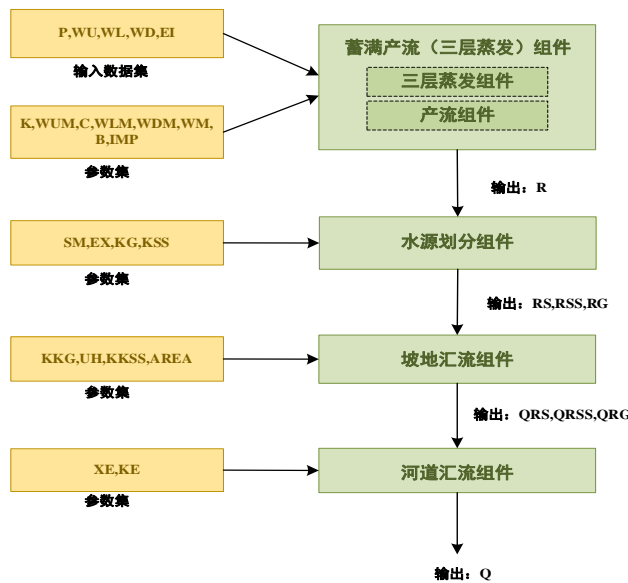 P,WU,WL,WD,EI
输入数据集
K,WUM,C,WLM,WDM,WM,
B,IMP
参数集
蓄满产流（三层蒸发）组件
三层蒸发组件
产流组件
输出：R
SM,EX,KG,KSS
参数集
水源划分组件
输出：RS,RSS,RG
KKG,UH,KKSS,AREA
参数集
坡地汇流组件
输出：QRS,QRSS,QRG
XE,KE
参数集
河道汇流组件
输出：Q